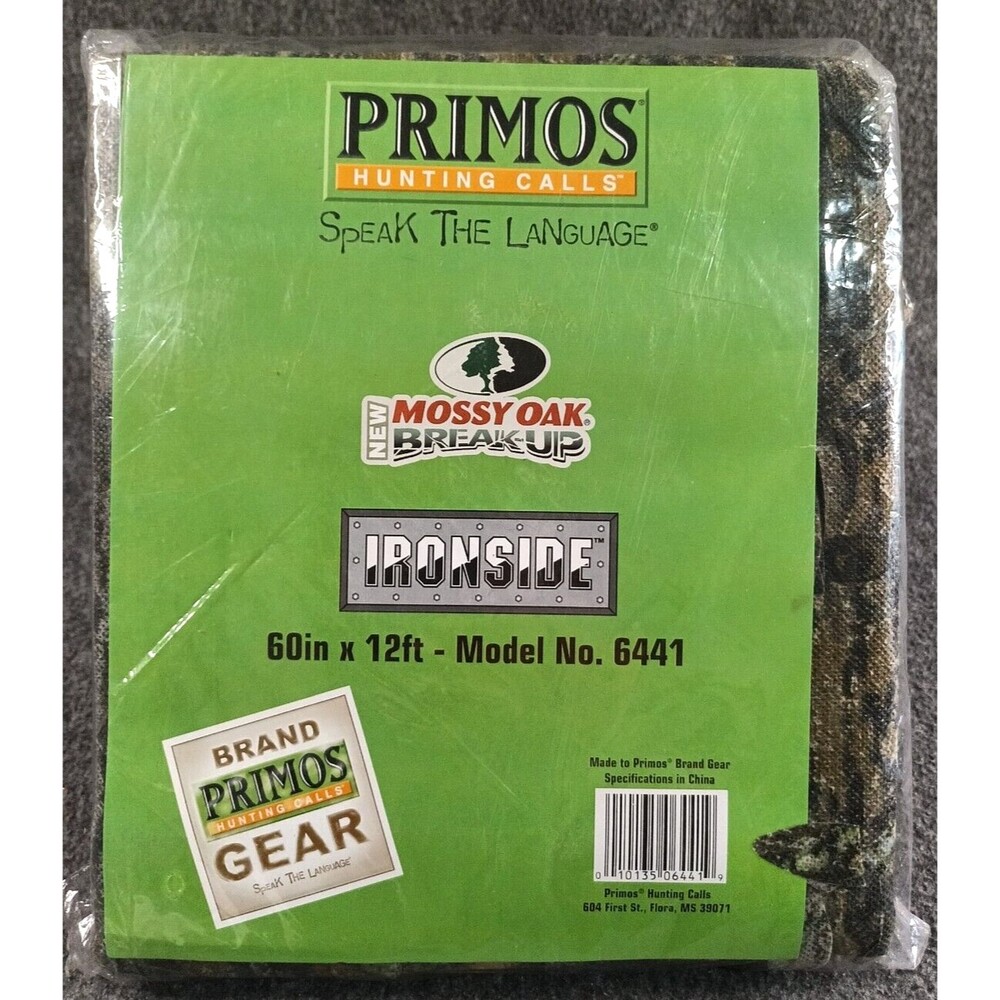 PRIMOS®
HUNTING CALLS™
SPEAK THE LANGUAGE®
NEW
MOSSY OAK®
BREAK-UP
IRONSIDE™
60in x 12ft - Model No. 6441
BRAND
PRIMOS
HUNTING CALLS
GEAR
SPEAK THE LANGUAGE
Made to Primos® Brand Gear
Specifications in China
0 10135 06441 9
Primos® Hunting Calls
604 First St., Flora, MS 39071